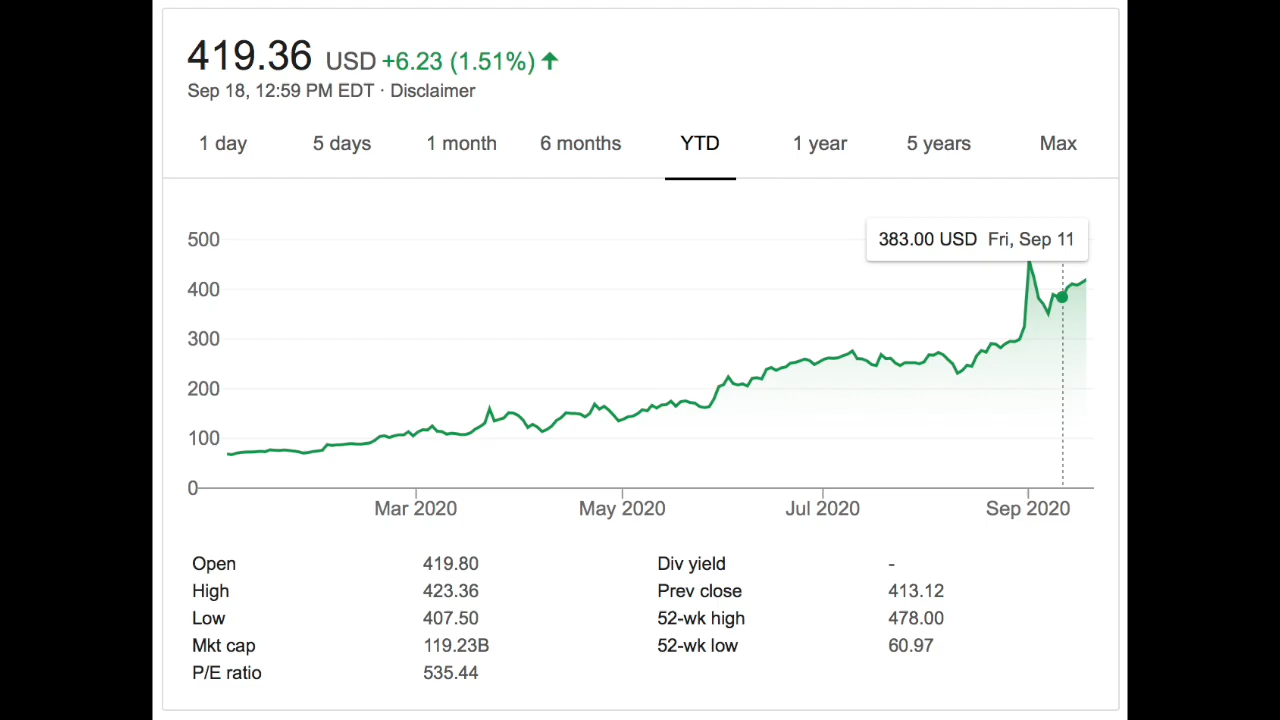 419.36 USD +6.23 (1.51%)
Sep 18, 12:59 PM EDT · Disclaimer
1 day 5 days 1 month 6 months YTD 1 year 5 years Max
383.00 USD Fri, Sep 11
500
400
300
200
100
0
Mar 2020 May 2020 Jul 2020 Sep 2020
Open 419.80 Div yield -
High 423.36 Prev close 413.12
Low 407.50 52-wk high 478.00
Mkt cap 119.23B 52-wk low 60.97
P/E ratio 535.44